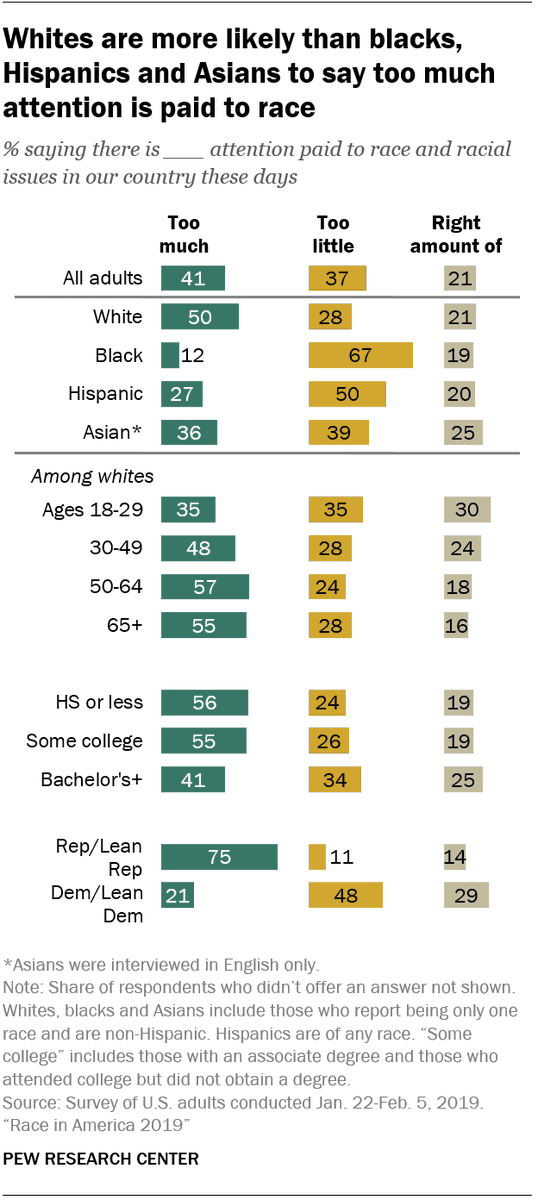 Whites are more likely than blacks,
Hispanics and Asians to say too much
attention is paid to race
% saying there is ___ attention paid to race and racial
issues in our country these days
Too much Too little Right amount of
All adults 41 37 21
White 50 28 21
Black 12 67 19
Hispanic 27 50 20
Asian* 36 39 25
Among whites
Ages 18-29 35 35 30
30-49 48 28 24
50-64 57 24 18
65+ 55 28 16
HS or less 56 24 19
Some college 55 26 19
Bachelor's+ 41 34 25
Rep/Lean Rep 75 11 14
Dem/Lean Dem 21 48 29
*Asians were interviewed in English only.
Note: Share of respondents who didn't offer an answer not shown.
Whites, blacks and Asians include those who report being only one
race and are non-Hispanic. Hispanics are of any race. “Some
college” includes those with an associate degree and those who
attended college but did not obtain a degree.
Source: Survey of U.S. adults conducted Jan. 22-Feb. 5, 2019.
“Race in America 2019”
PEW RESEARCH CENTER